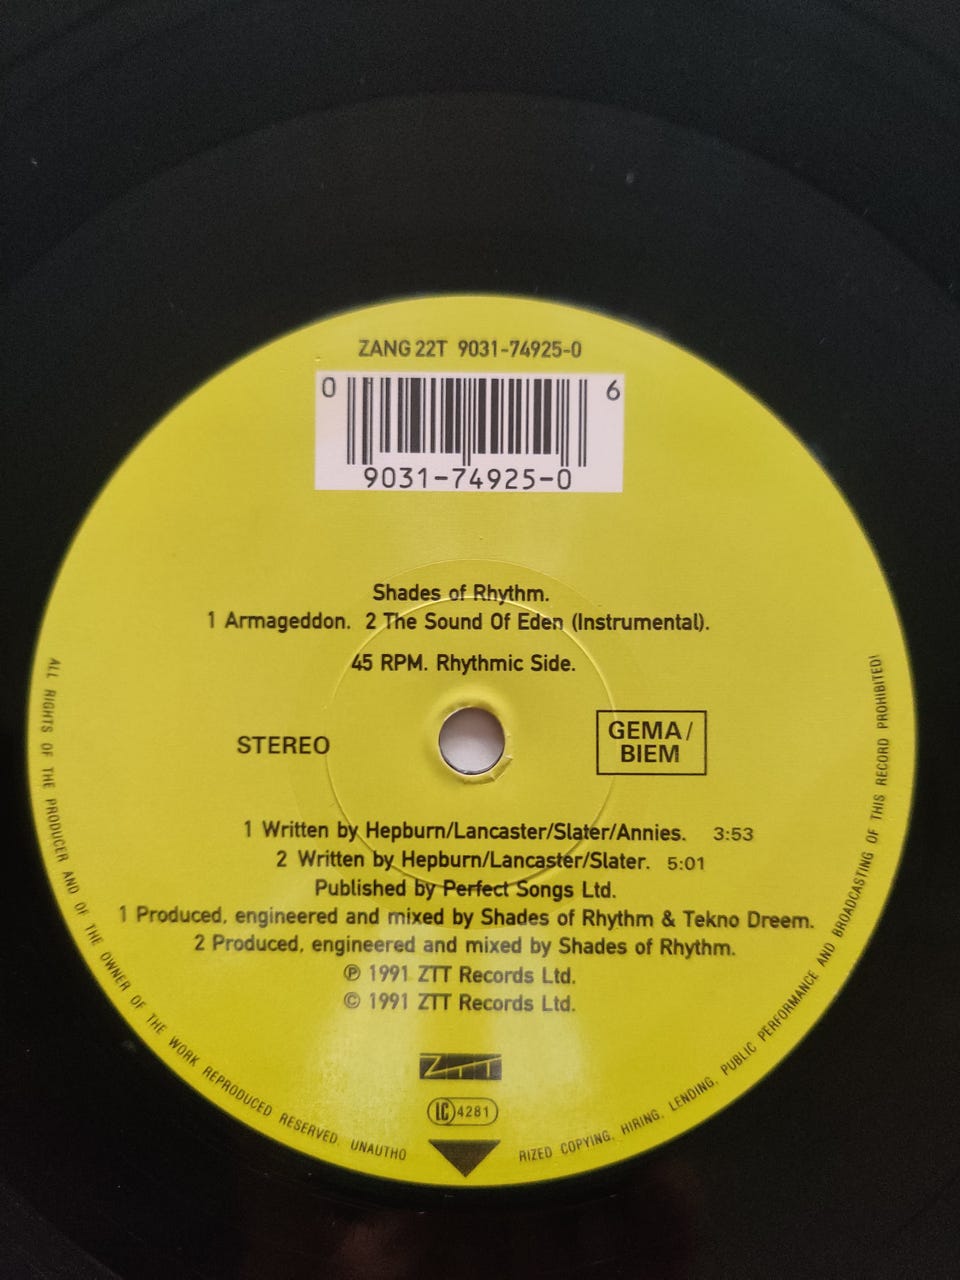 ZANG 22T 9031-74925-0
0 6
9031-74925-0
Shades of Rhythm.
1 Armageddon. 2 The Sound Of Eden (Instrumental).
45 RPM. Rhythmic Side.
STEREO
GEMA/
BIEM
1 Written by Hepburn/Lancaster/Slater/Annies. 3:53
2 Written by Hepburn/Lancaster/Slater. 5:01
Published by Perfect Songs Ltd.
1 Produced, engineered and mixed by Shades of Rhythm & Tekno Dreem.
2 Produced, engineered and mixed by Shades of Rhythm.
℗ 1991 ZTT Records Ltd.
© 1991 ZTT Records Ltd.
ZTT
LC 4281
ALL RIGHTS OF THE PRODUCER AND OF THE OWNER OF THE WORK REPRODUCED RESERVED. UNAUTHO
RIZED COPYING, HIRING, LENDING, PUBLIC PERFORMANCE AND BROADCASTING OF THIS RECORD PROHIBITED!